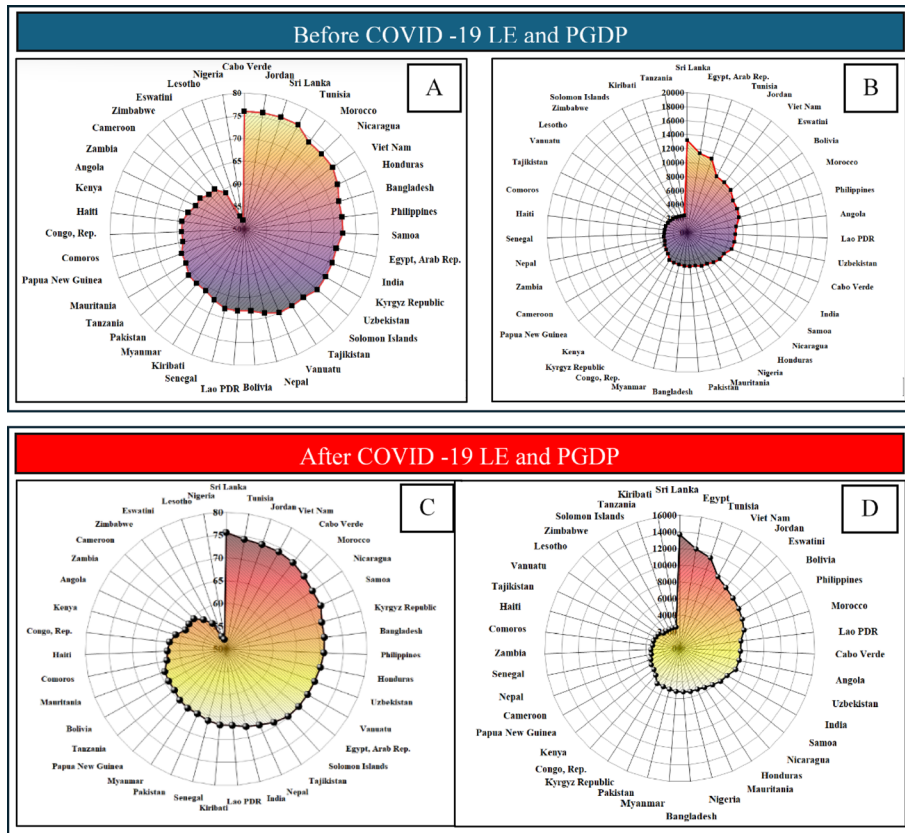 Before COVID -19 LE and PGDP
A
Cabo Verde
Jordan
Sri Lanka
Tunisia
Morocco
Nicaragua
Viet Nam
Honduras
Bangladesh
Philippines
Samoa
Egypt, Arab Rep.
India
Kyrgyz Republic
Uzbekistan
Solomon Islands
Tajikistan
Vanuatu
Nepal
Bolivia
Lao PDR
Senegal
Kiribati
Myanmar
Pakistan
Tanzania
Mauritania
Papua New Guinea
Comoros
Congo, Rep.
Haiti
Kenya
Angola
Zambia
Cameroon
Zimbabwe
Eswatini
Lesotho
Nigeria
80
75
70
65
60
B
Sri Lanka
Egypt, Arab Rep.
Tunisia
Jordan
Viet Nam
Eswatini
Bolivia
Morocco
Philippines
Angola
Lao PDR
Uzbekistan
Cabo Verde
India
Samoa
Nicaragua
Honduras
Nigeria
Mauritania
Pakistan
Bangladesh
Myanmar
Congo, Rep.
Kyrgyz Republic
Kenya
Papua New Guinea
Cameroon
Zambia
Nepal
Senegal
Haiti
Comoros
Tajikistan
Vanuatu
Lesotho
Zimbabwe
Solomon Islands
Kiribati
Tanzania
20000
18000
16000
14000
12000
10000
8000
6000
4000
After COVID -19 LE and PGDP
C
Sri Lanka
Tunisia
Jordan
Viet Nam
Cabo Verde
Morocco
Nicaragua
Samoa
Kyrgyz Republic
Bangladesh
Philippines
Honduras
Uzbekistan
Vanuatu
Egypt, Arab Rep.
Solomon Islands
Tajikistan
Nepal
India
Lao PDR
Kiribati
Senegal
Pakistan
Myanmar
Papua New Guinea
Tanzania
Bolivia
Mauritania
Comoros
Haiti
Congo, Rep.
Kenya
Angola
Zambia
Cameroon
Zimbabwe
Eswatini
Lesotho
Nigeria
80
75
70
65
60
D
Sri Lanka
Egypt
Tunisia
Viet Nam
Jordan
Eswatini
Bolivia
Philippines
Morocco
Lao PDR
Cabo Verde
Angola
Uzbekistan
India
Samoa
Nicaragua
Honduras
Mauritania
Nigeria
Bangladesh
Myanmar
Pakistan
Kyrgyz Republic
Congo, Rep.
Kenya
Papua New Guinea
Cameroon
Nepal
Senegal
Zambia
Comoros
Haiti
Tajikistan
Vanuatu
Lesotho
Zimbabwe
Solomon Islands
Tanzania
Kiribati
16000
14000
12000
10000
8000
6000
4000